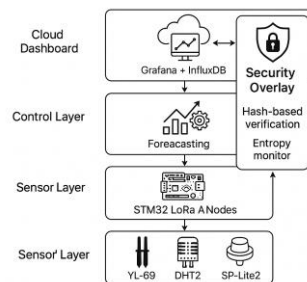 Cloud
Dashboard
Grafana + InfluxDB
Security
Overlay
Hash-based
verification
Entropy
monitor
Control Layer
Foreacasting
Sensor Layer
STM32 LoRa A Nodes
Sensor' Layer
YL-69
DHT2
SP-Lite2